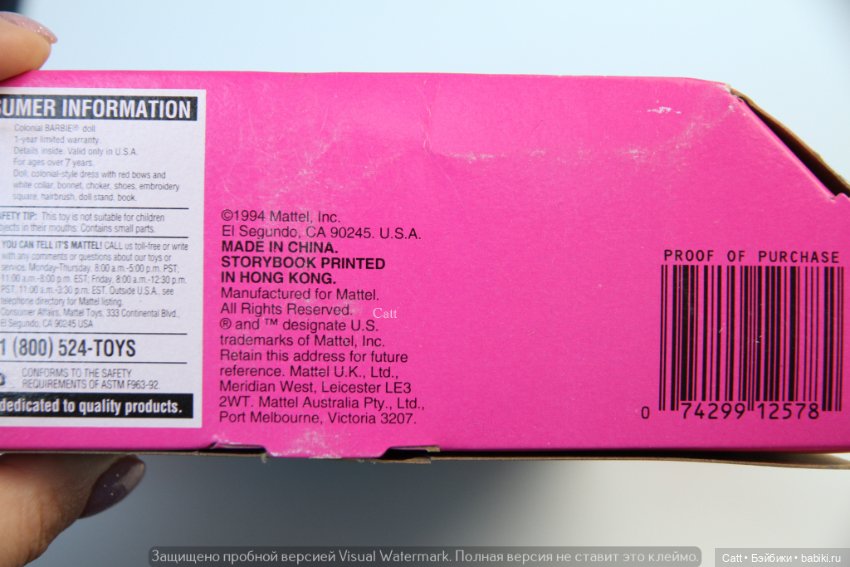 SUMER INFORMATION
Colonial BARBIE® doll
1-year limited warranty.
Details inside. Valid only in U.S.A.
For ages over 7 years.
Doll, colonial-style dress with red bows and
white collar, bonnet, choker, shoes, embroidery
square, hairbrush, doll stand, book.
FETY TIP: This toy is not suitable for children
objects in their mouths. Contains small parts.
YOU CAN TELL IT'S MATTEL! CALL us toll-free or write
with any comments or questions about our toys or
service. Monday-Thursday, 8:00 a.m.-5:00 p.m. PST;
11:00 a.m.-8:00 p.m. EST; Friday, 8:00 a.m.-12:30 p.m.
PST; 11:00 a.m.-3:30 p.m. EST. Outside U.S.A., see
telephone directory for Mattel listing.
Consumer Affairs, Mattel Toys, 333 Continental Blvd.,
El Segundo, CA 90245 USA
1 (800) 524-TOYS
CONFORMS TO THE SAFETY
REQUIREMENTS OF ASTM F963-92.
dedicated to quality products.
©1994 Mattel, Inc.
El Segundo, CA 90245. U.S.A.
MADE IN CHINA.
STORYBOOK PRINTED
IN HONG KONG.
Manufactured for Mattel.
All Rights Reserved.
® and ™ designate U.S.
trademarks of Mattel, Inc.
Retain this address for future
reference. Mattel U.K., Ltd.,
Meridian West, Leicester LE3
2WT. Mattel Australia Pty., Ltd.,
Port Melbourne, Victoria 3207.
Catt
PROOF OF PURCHASE
0 74299 12578
Защищено пробной версией Visual Watermark. Полная версия не ставит это клеймо.
Catt • Бэйбики • babiki.ru